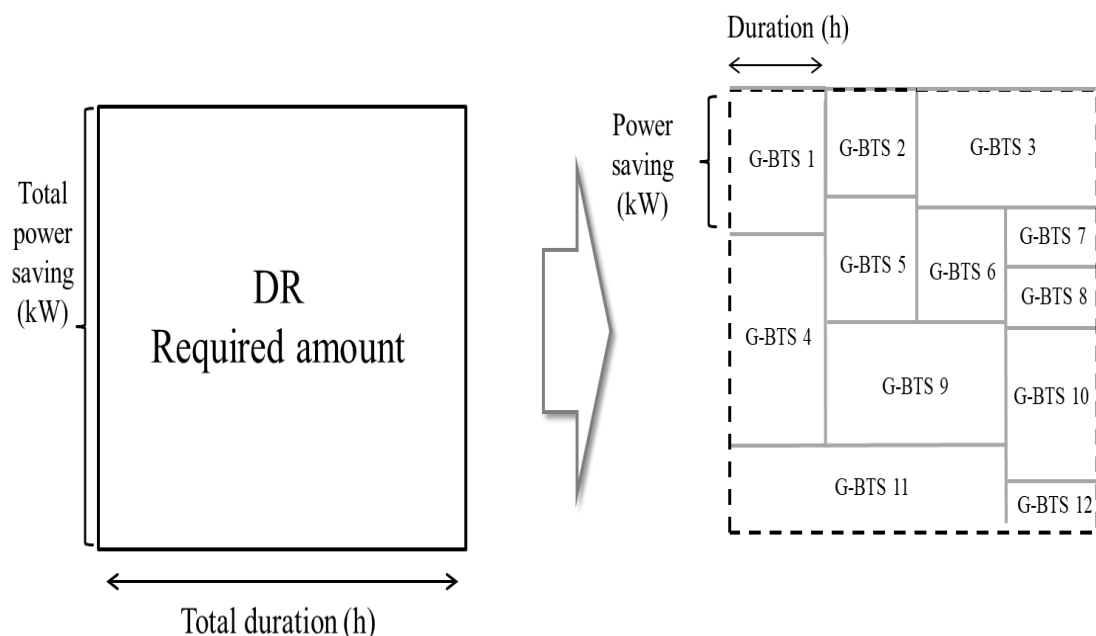 Total
power
saving
(kW)
DR
Required amount
Total duration (h)
Duration (h)
Power
saving
(kW)
G-BTS 1
G-BTS 2
G-BTS 3
G-BTS 4
G-BTS 5
G-BTS 6
G-BTS 7
G-BTS 8
G-BTS 9
G-BTS 10
G-BTS 11
G-BTS 12